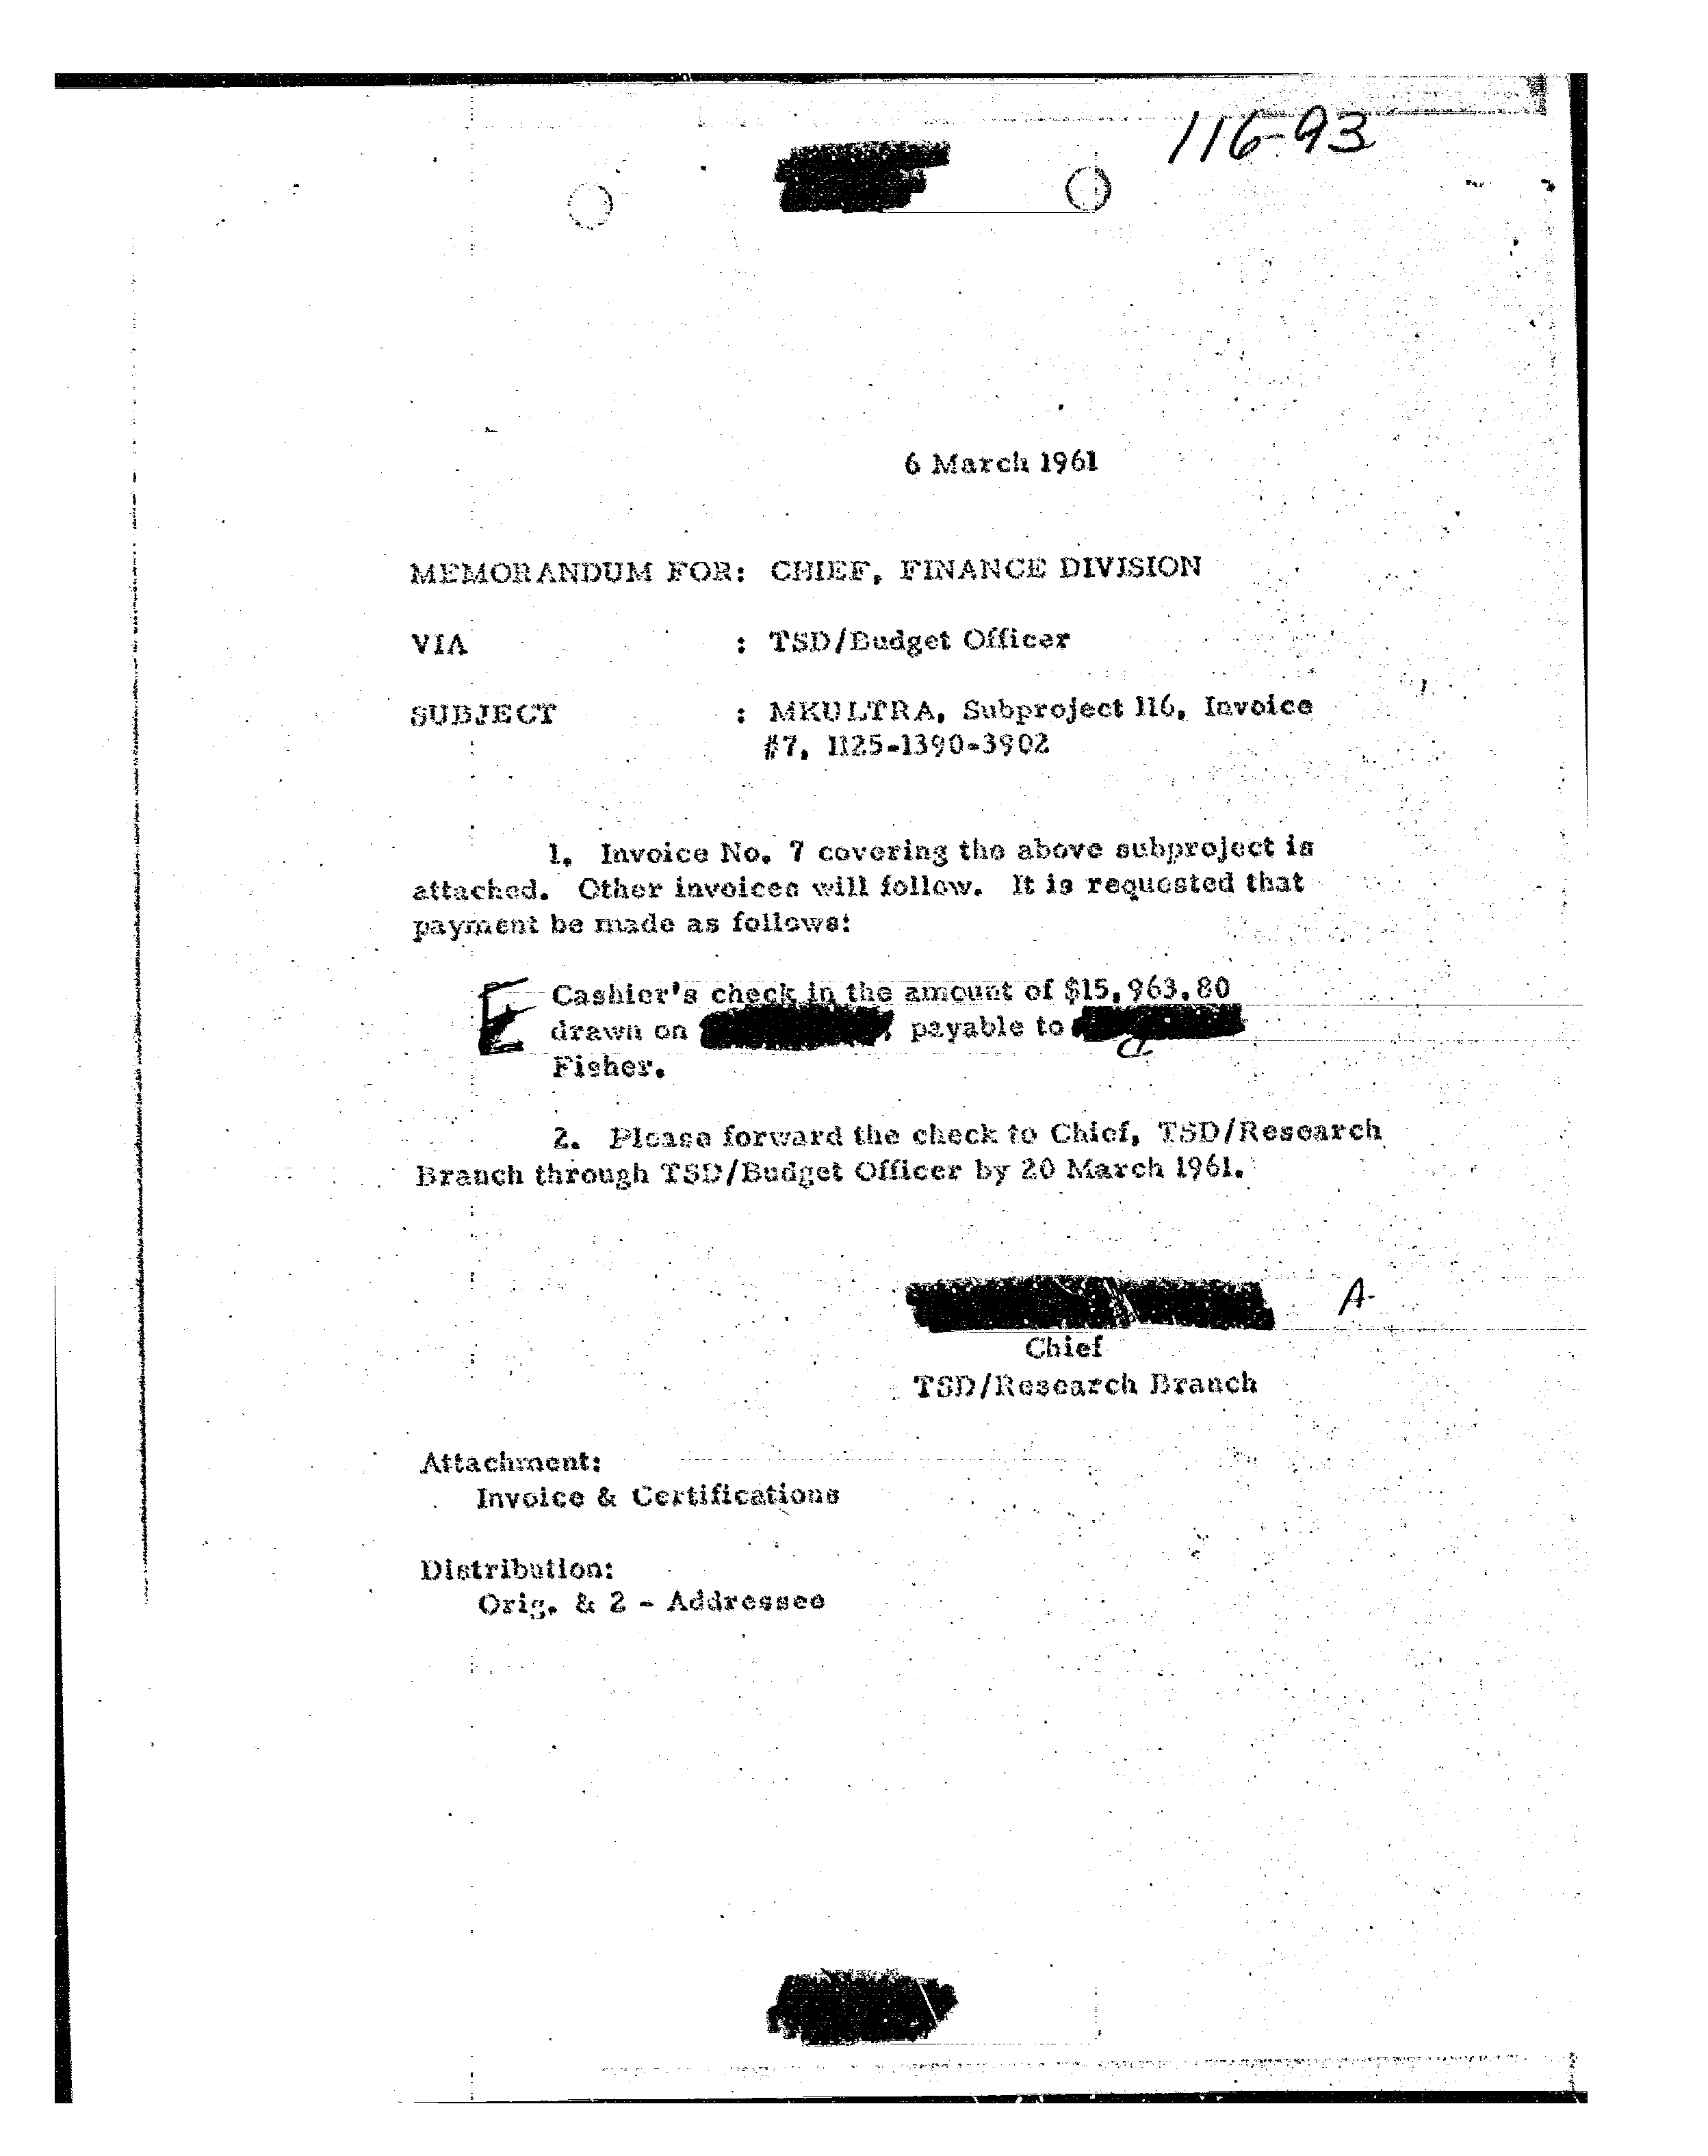 116-93
6 March 1961
MEMORANDUM FOR: CHIEF, FINANCE DIVISION
VIA : TSD/Budget Officer
SUBJECT : MKULTRA, Subproject 116, Invoice
#7, 1125-1390-3902
1. Invoice No. 7 covering the above subproject is
attached. Other invoices will follow. It is requested that
payment be made as follows:
Cashier's check in the amount of $15,963.80
drawn on , payable to
Fisher.
2. Please forward the check to Chief, TSD/Research
Branch through TSD/Budget Officer by 20 March 1961.
A
Chief
TSD/Research Branch
Attachment:
Invoice & Certifications
Distribution:
Orig. & 2 - Addressee